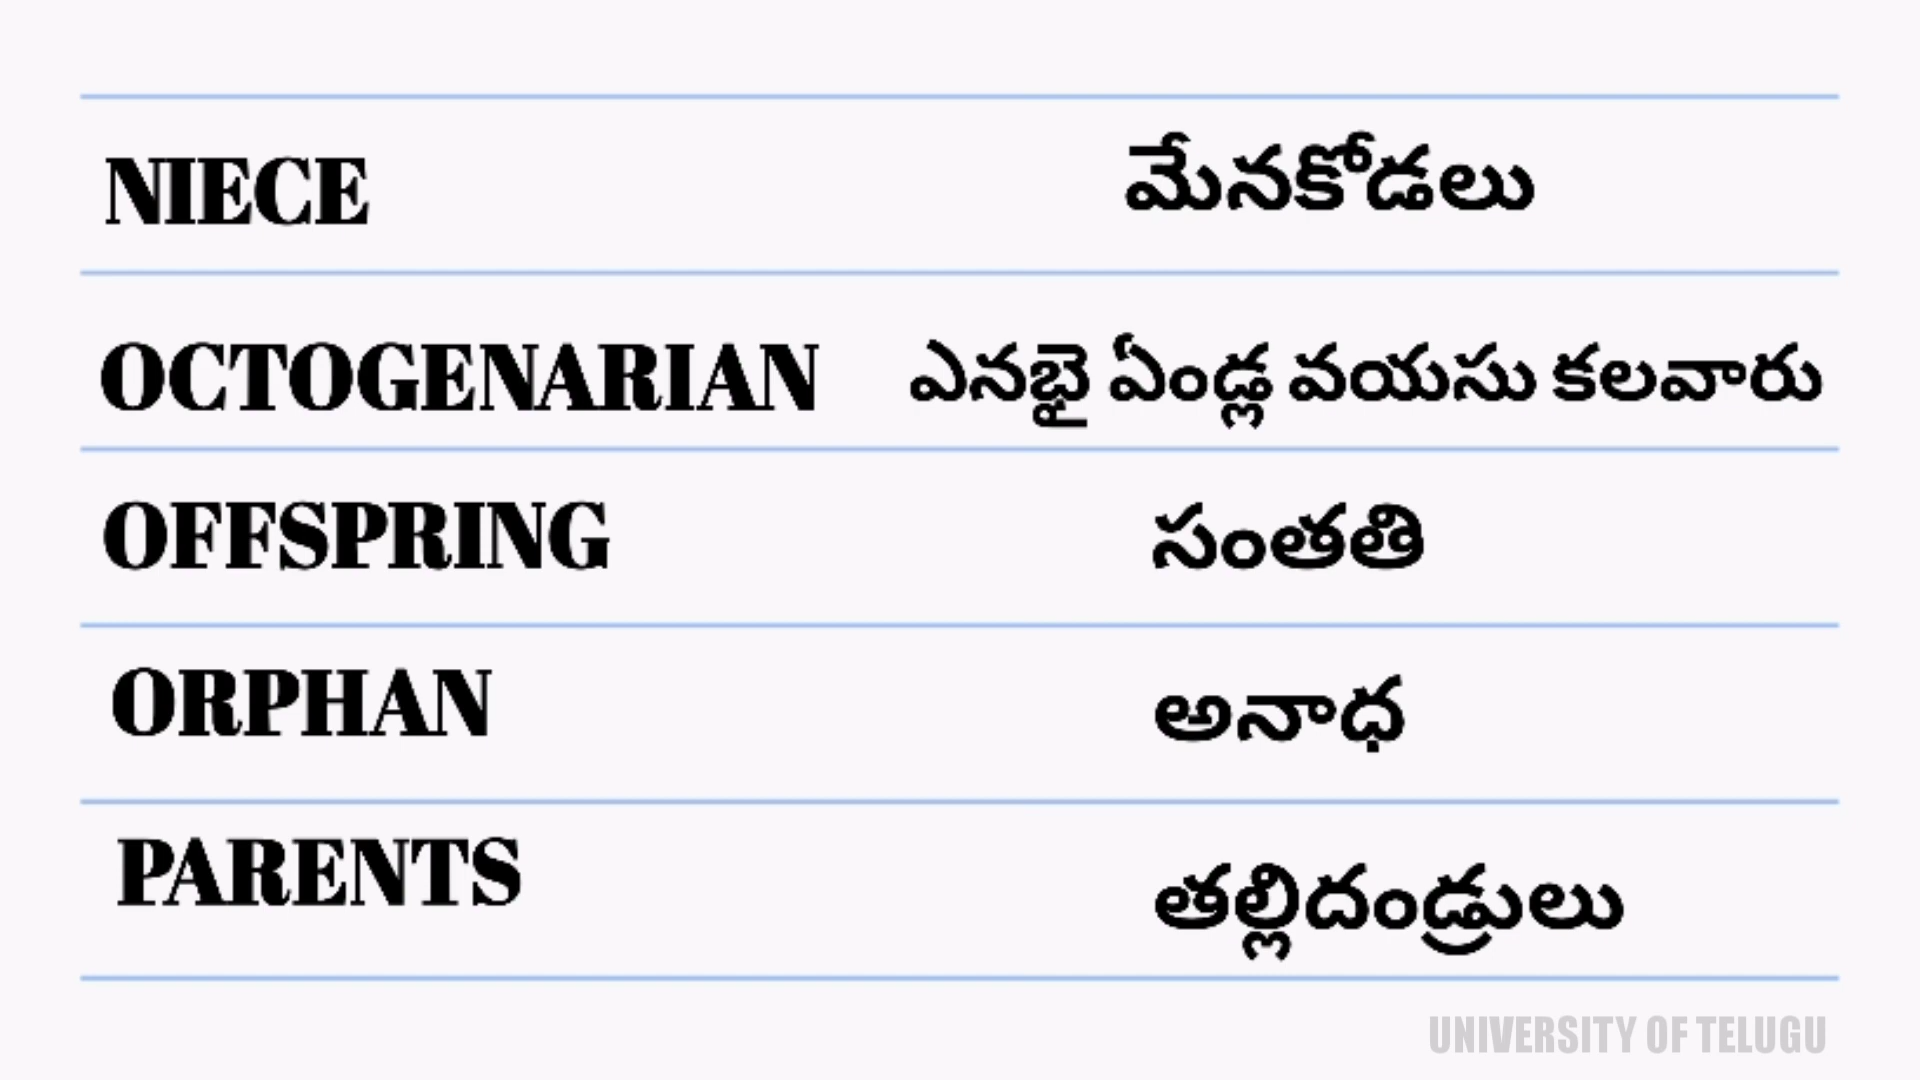 NIECE మేనకోడలు
OCTOGENARIAN ఎనభై ఏండ్ల వయసు కలవారు
OFFSPRING సంతతి
ORPHAN అనాధ
PARENTS తల్లిదండ్రులు
UNIVERSITY OF TELUGU